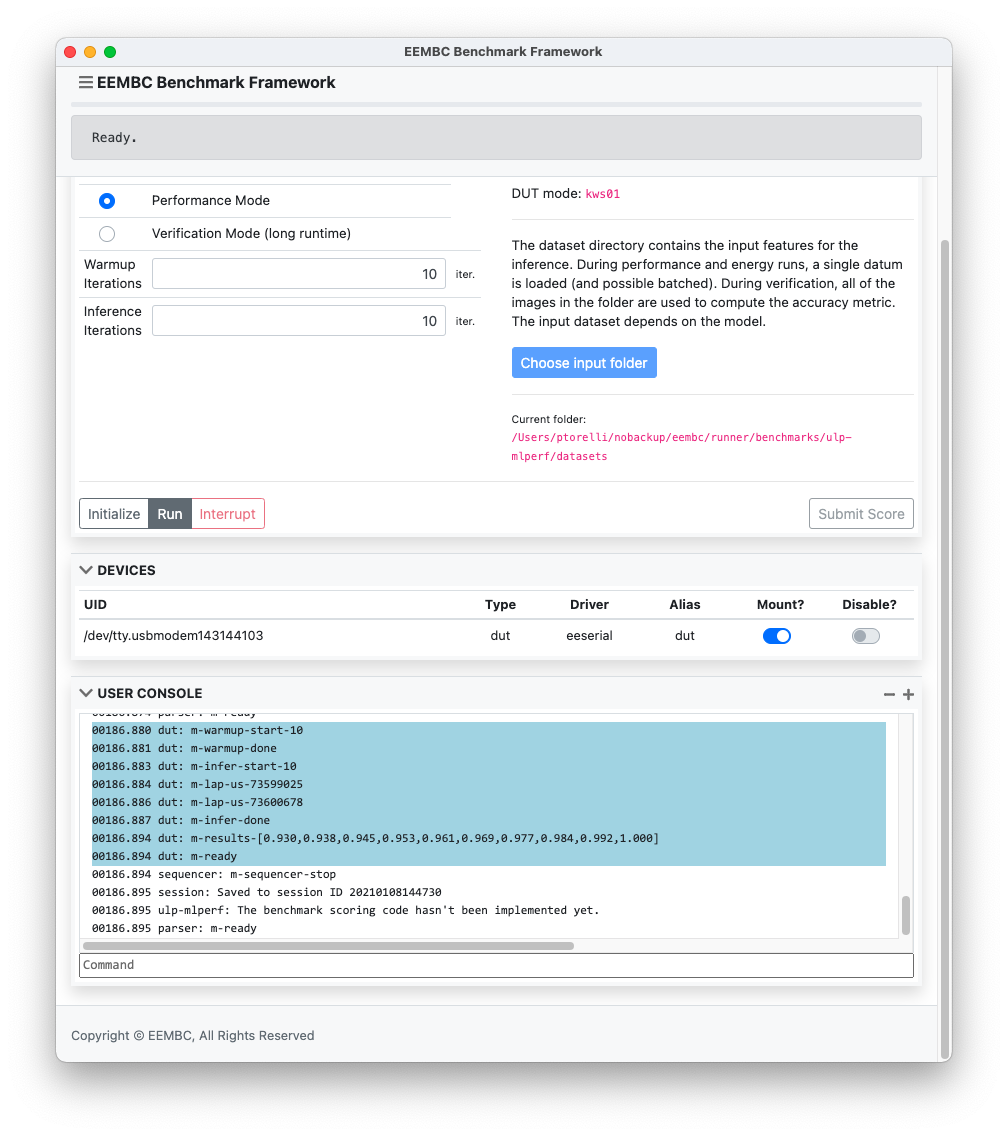 EEMBC Benchmark Framework
EEMBC Benchmark Framework
Ready.
Performance Mode
Verification Mode (long runtime)
Warmup
Iterations
10
iter.
Inference
Iterations
10
iter.
DUT mode: kws01
The dataset directory contains the input features for the
inference. During performance and energy runs, a single datum
is loaded (and possible batched). During verification, all of the
images in the folder are used to compute the accuracy metric.
The input dataset depends on the model.
Choose input folder
Current folder:
/Users/ptorelli/nobackup/eembc/runner/benchmarks/ulp-
mlperf/datasets
Initialize Run Interrupt
Submit Score
DEVICES
UID Type Driver Alias Mount? Disable?
/dev/tty.usbmodem143144103 dut eeserial dut
USER CONSOLE
00186.874 parser: m-ready
00186.880 dut: m-warmup-start-10
00186.881 dut: m-warmup-done
00186.883 dut: m-infer-start-10
00186.884 dut: m-lap-us-73599025
00186.886 dut: m-lap-us-73600678
00186.887 dut: m-infer-done
00186.894 dut: m-results-[0.930,0.938,0.945,0.953,0.961,0.969,0.977,0.984,0.992,1.000]
00186.894 dut: m-ready
00186.894 sequencer: m-sequencer-stop
00186.895 session: Saved to session ID 20210108144730
00186.895 ulp-mlperf: The benchmark scoring code hasn't been implemented yet.
00186.895 parser: m-ready
Command
Copyright © EEMBC, All Rights Reserved